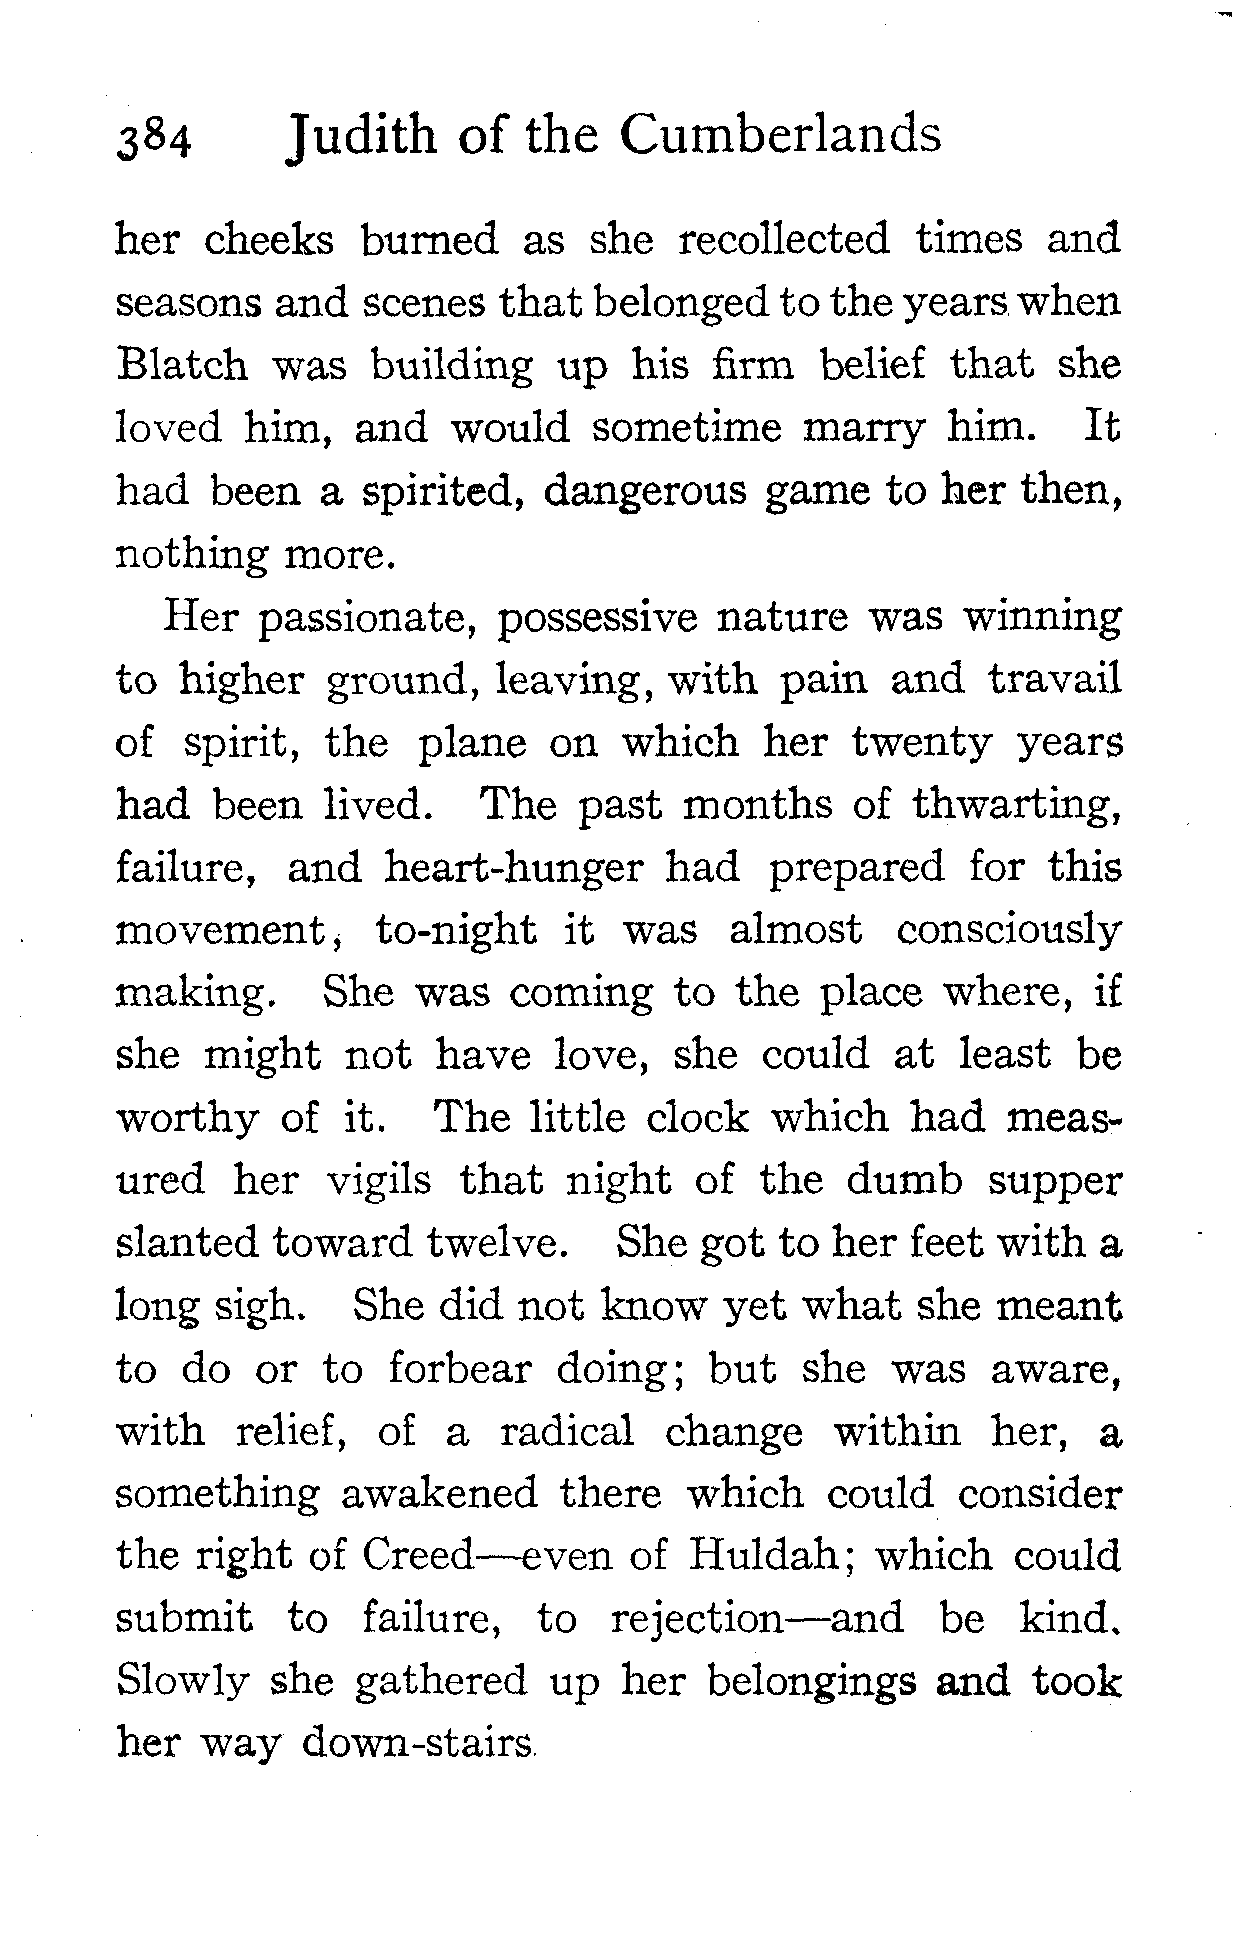 384 Judith of the Cumberlands
her cheeks burned as she recollected times and
seasons and scenes that belonged to the years when
Blatch was building up his firm belief that she
loved him, and would sometime marry him. It
had been a spirited, dangerous game to her then,
nothing more.
Her passionate, possessive nature was winning
to higher ground, leaving, with pain and travail
of spirit, the plane on which her twenty years
had been lived. The past months of thwarting,
failure, and heart-hunger had prepared for this
movement, to-night it was almost consciously
making. She was coming to the place where, if
she might not have love, she could at least be
worthy of it. The little clock which had meas-
ured her vigils that night of the dumb supper
slanted toward twelve. She got to her feet with a
long sigh. She did not know yet what she meant
to do or to forbear doing; but she was aware,
with relief, of a radical change within her, a
something awakened there which could consider
the right of Creed—even of Huldah; which could
submit to failure, to rejection—and be kind.
Slowly she gathered up her belongings and took
her way down-stairs.